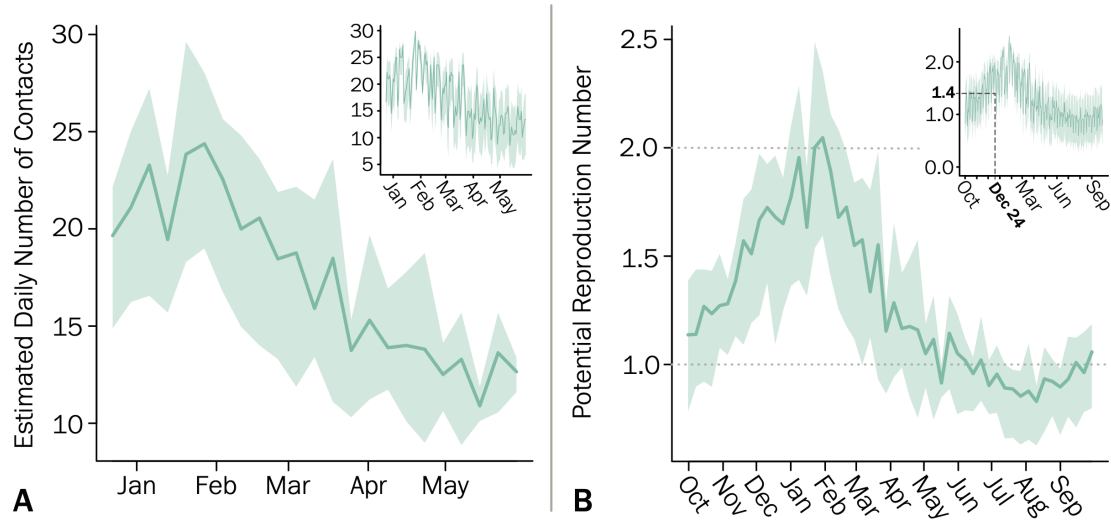 Estimated Daily Number of Contacts
30
25
20
15
10
Jan Feb Mar Apr May
30
25
20
15
10
5
Jan Feb Mar Apr May
A
Potential Reproduction Number
2.5
2.0
1.5
1.0
Oct Nov Dec Jan Feb Mar Apr May Jun Jul Aug Sep
2.0
1.4
1.0
0.0
Oct Dec 24 Mar Jun Sep
B